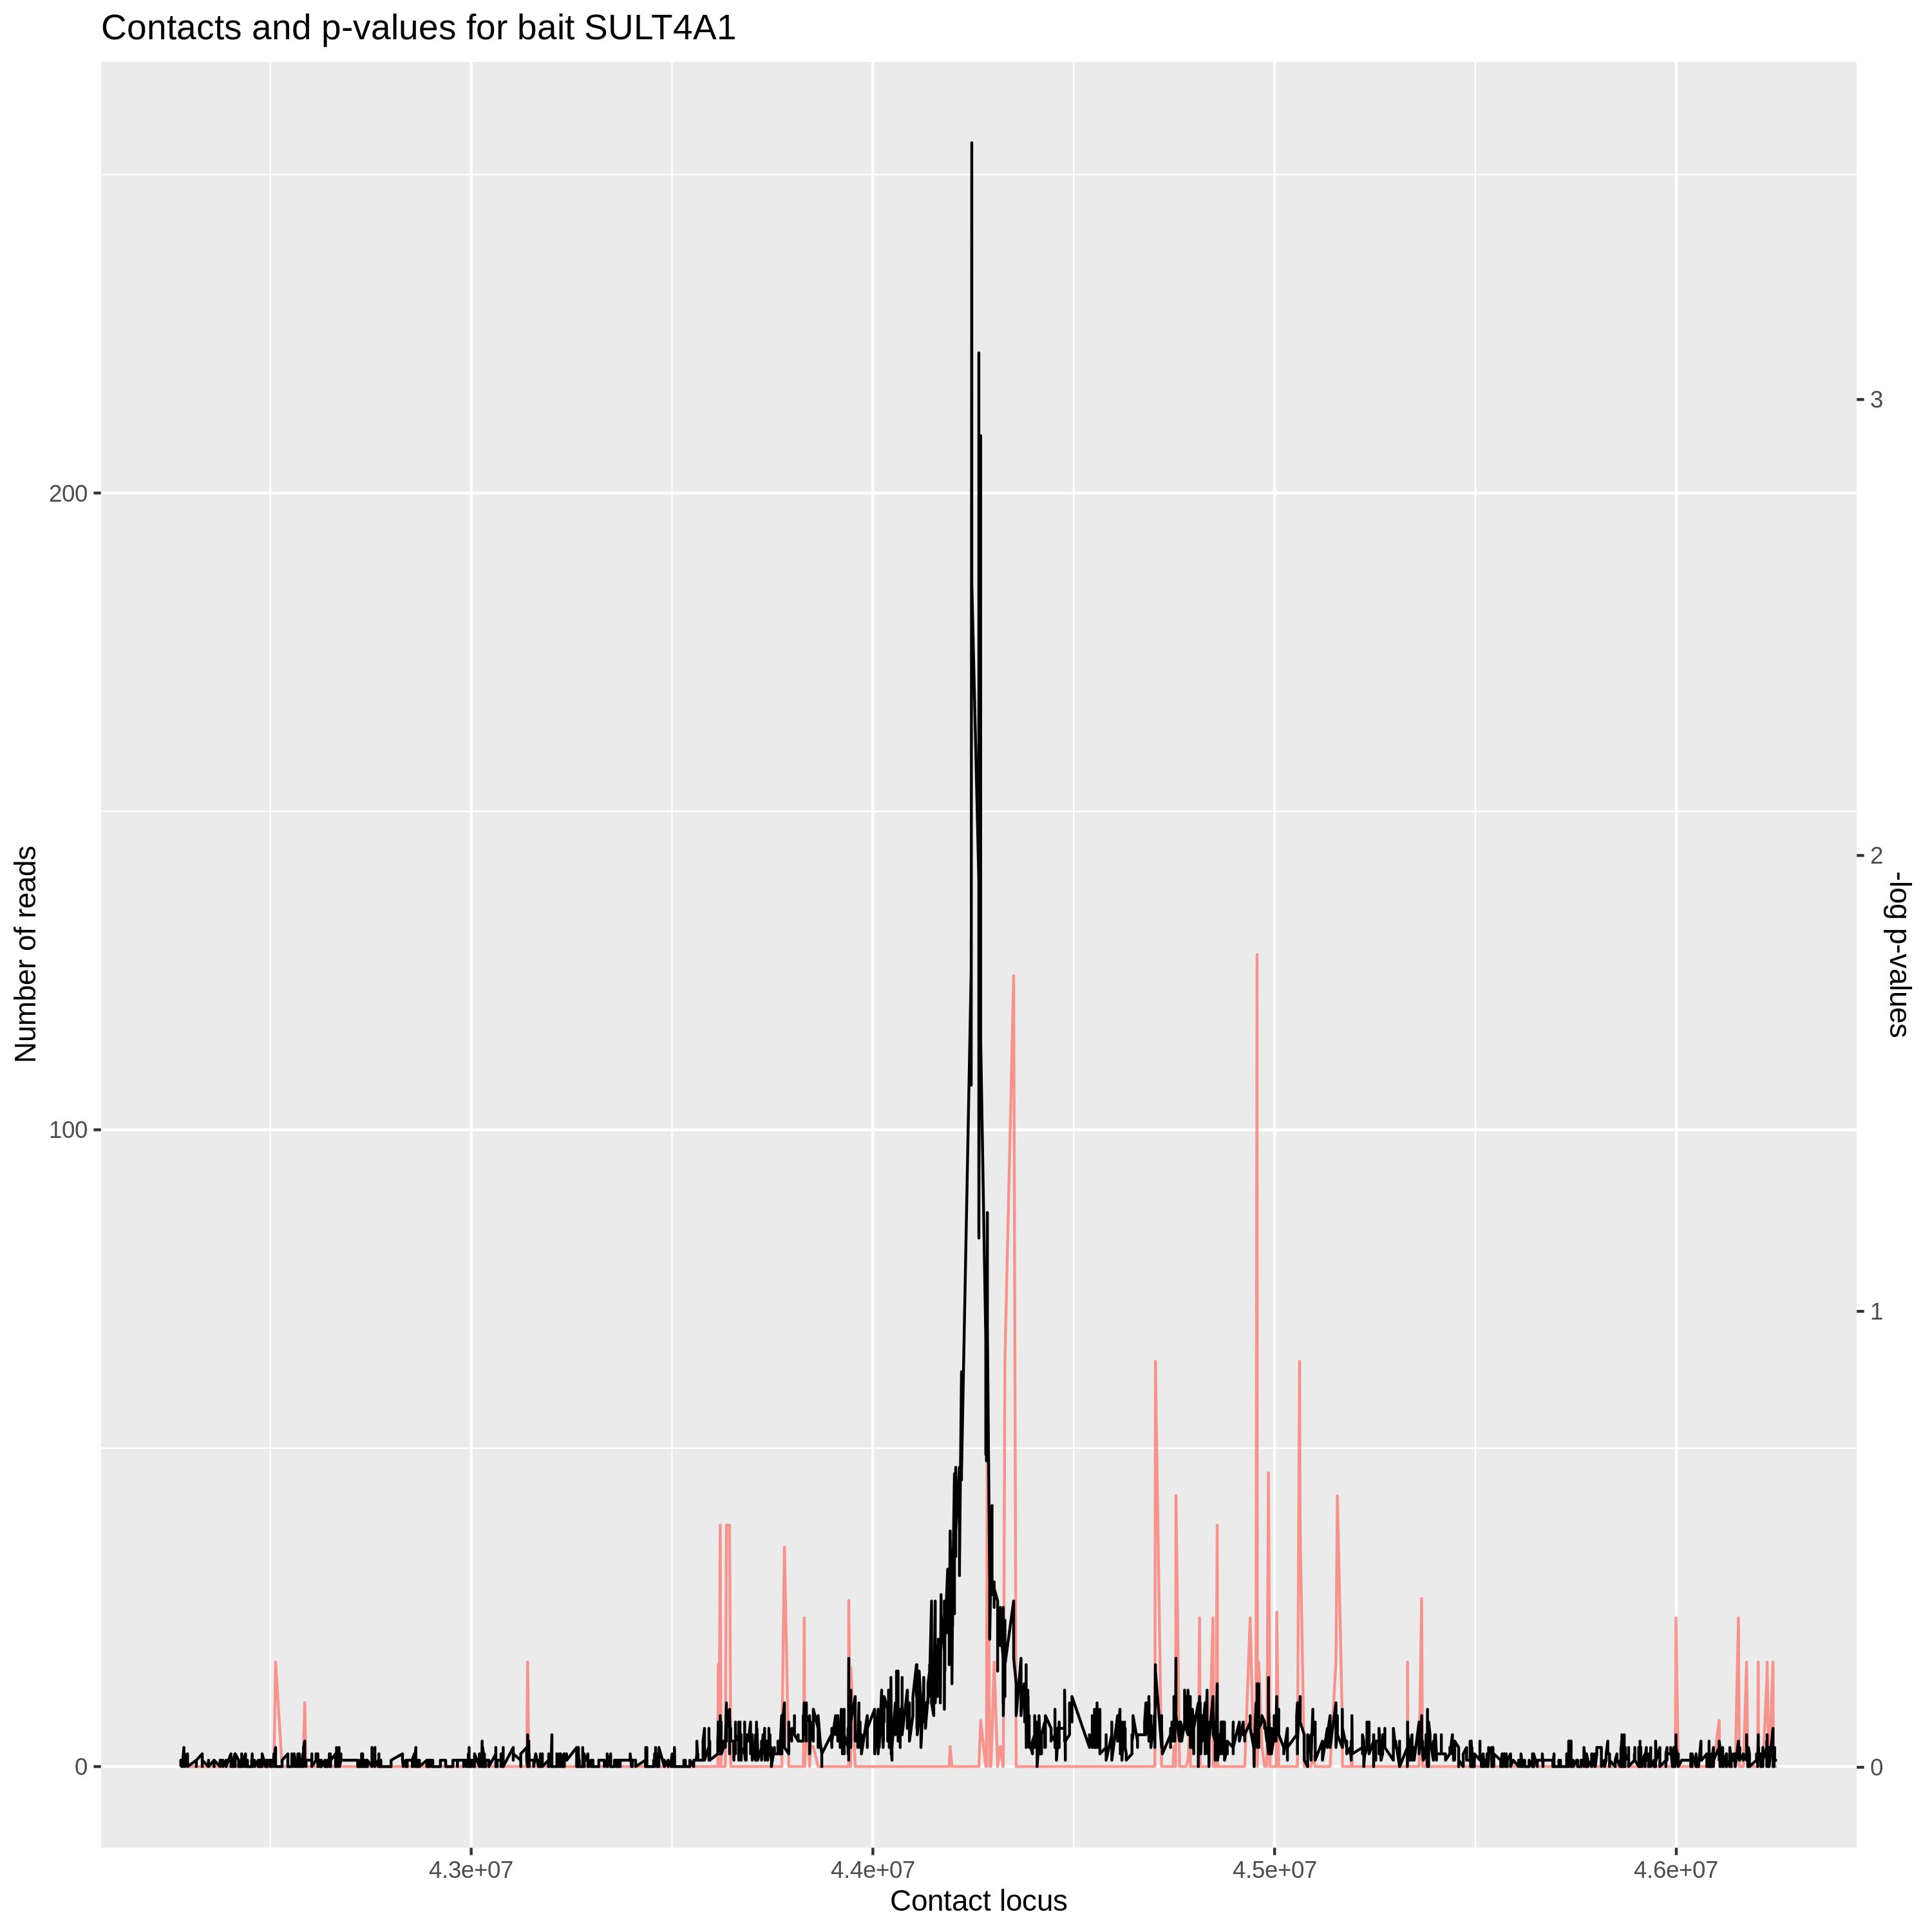 Contacts and p-values for bait SULT4A1
Number of reads
200
100
0
3
2
1
0
-log p-values
4.3e+07
4.4e+07
4.5e+07
4.6e+07
Contact locus